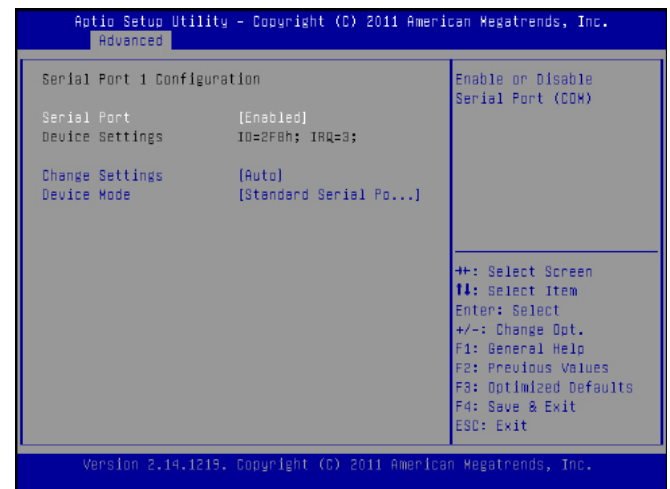 Aptio Setup Utility - Copyright (C) 2011 American Megatrends, Inc.
Advanced
Serial Port 1 Configuration
Serial Port [Enabled]
Device Settings IO=2F8h; IRQ=3;
Change Settings [Auto]
Device Mode [Standard Serial Po...]
Enable or Disable
Serial Port (COM)
→←: Select Screen
↑↓: Select Item
Enter: Select
+/-: Change Opt.
F1: General Help
F2: Previous Values
F3: Optimized Defaults
F4: Save & Exit
ESC: Exit
Version 2.14.1219. Copyright (C) 2011 American Megatrends, Inc.